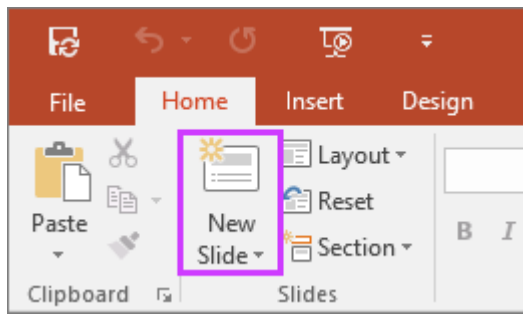 File Home Insert Design
Paste
New Slide
Layout
Reset
Section
B I
Clipboard Slides